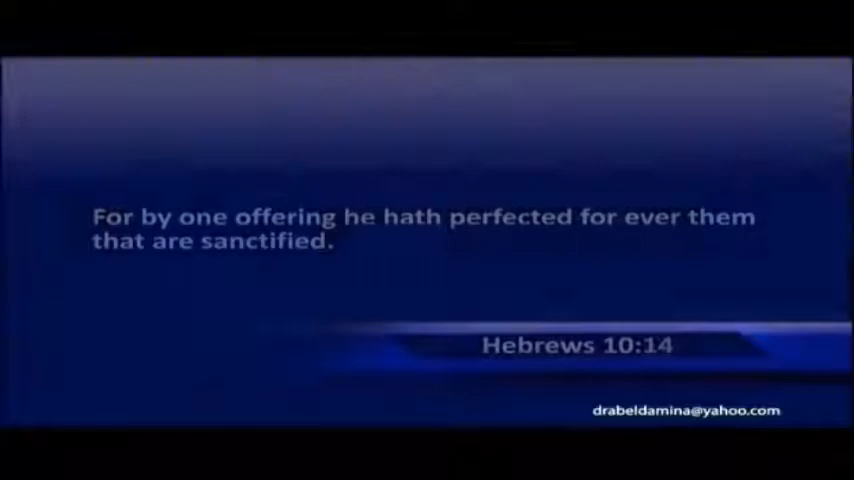 For by one offering he hath perfected for ever them
that are sanctified.
Hebrews 10:14
drabeldamina@yahoo.com